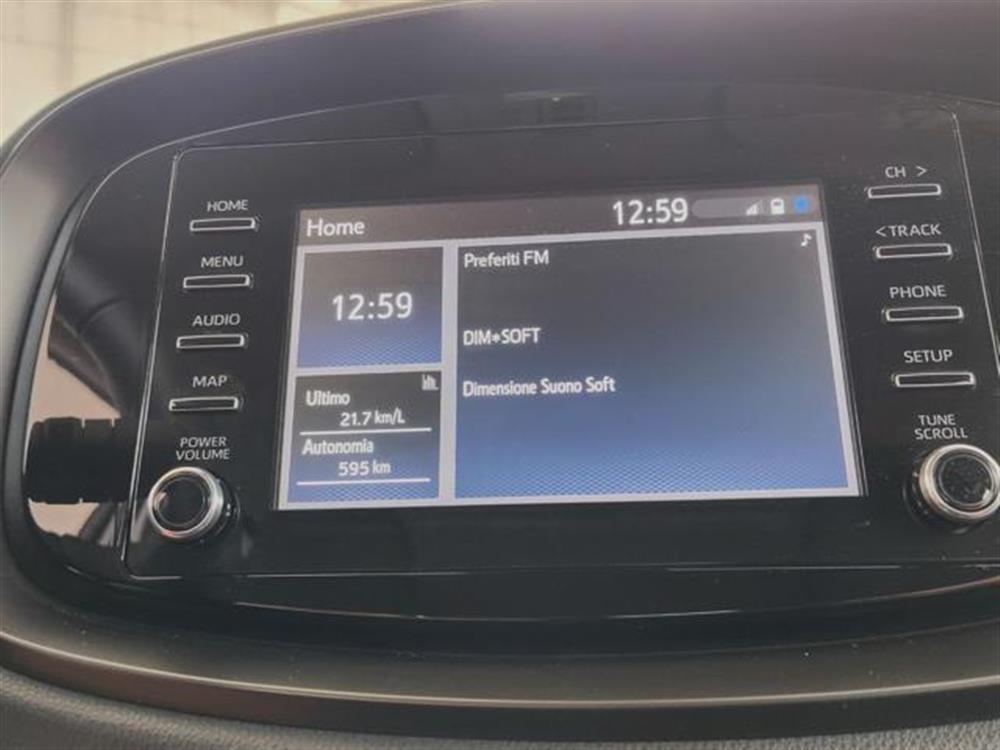 HOME
MENU
AUDIO
MAP
POWER
VOLUME
Home
12:59
12:59
Ultimo
21.7 km/L
Autonomia
595 km
Preferiti FM
DIM*SOFT
Dimensione Suono Soft
CH >
< TRACK
PHONE
SETUP
TUNE
SCROLL